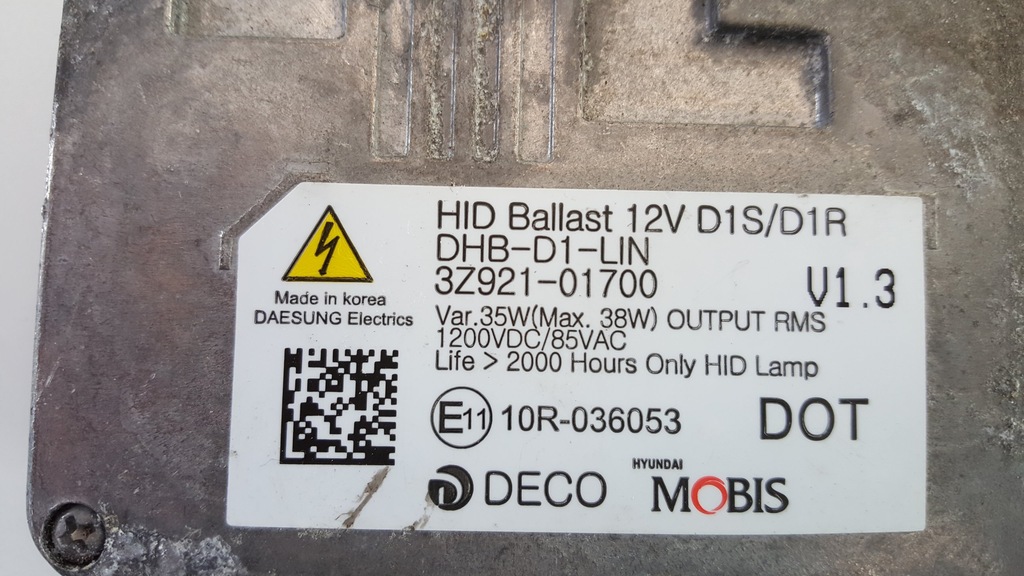 HID Ballast 12V D1S/D1R
DHB-D1-LIN
3Z921-01700
V1.3
Made in korea
DAESUNG Electrics
Var.35W(Max. 38W) OUTPUT RMS
1200VDC/85VAC
Life > 2000 Hours Only HID Lamp
E11 10R-036053
DOT
DECO
HYUNDAI
MOBIS